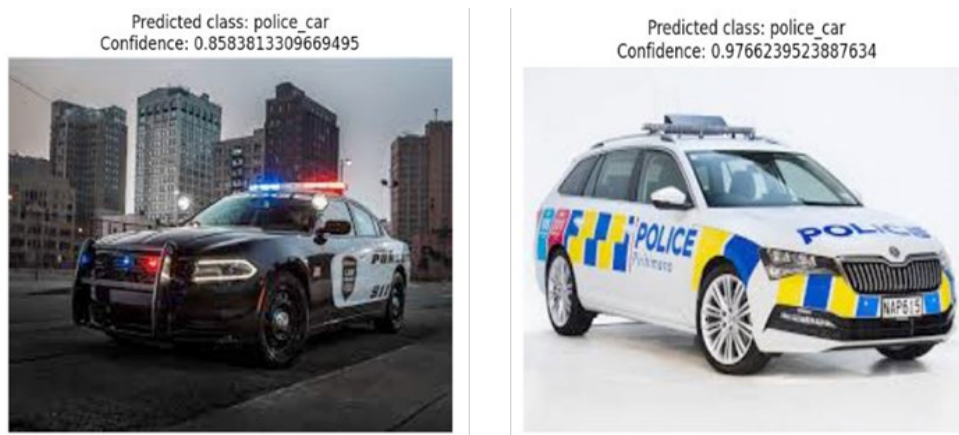 Predicted class: police_car
Confidence: 0.8583813309669495
Predicted class: police_car
Confidence: 0.9766239523887634
POLICE
POLICE
Pirihimana
NAP615